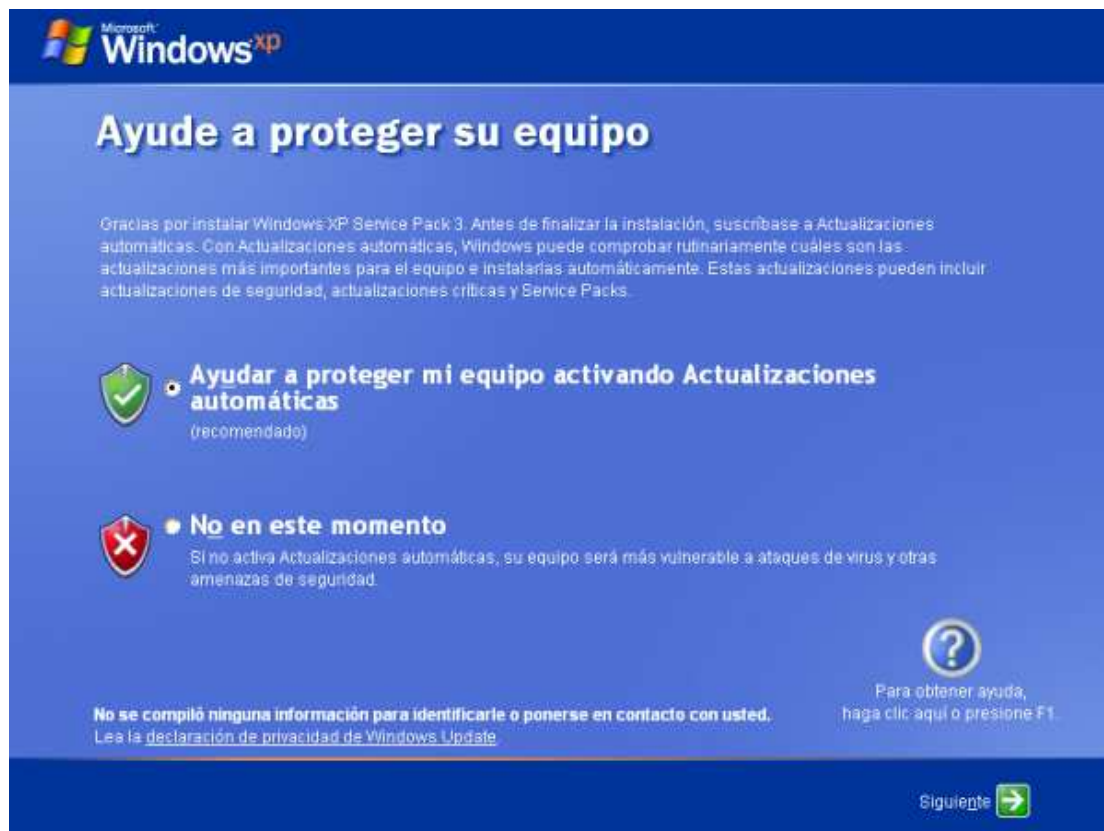 Microsoft
Windows xp
Ayude a proteger su equipo
Gracias por instalar Windows XP Service Pack 3. Antes de finalizar la instalación, suscríbase a Actualizaciones
automáticas. Con Actualizaciones automáticas, Windows puede comprobar rutinariamente cuáles son las
actualizaciones más importantes para el equipo e instalarlas automáticamente. Estas actualizaciones pueden incluir
actualizaciones de seguridad, actualizaciones críticas y Service Packs.
Ayudar a proteger mi equipo activando Actualizaciones
automáticas
(recomendado)
No en este momento
Si no activa Actualizaciones automáticas, su equipo será más vulnerable a ataques de virus y otras
amenazas de seguridad.
Para obtener ayuda,
haga clic aquí o presione F1.
No se compiló ninguna información para identificarle o ponerse en contacto con usted.
Lea la declaración de privacidad de Windows Update
Siguiente